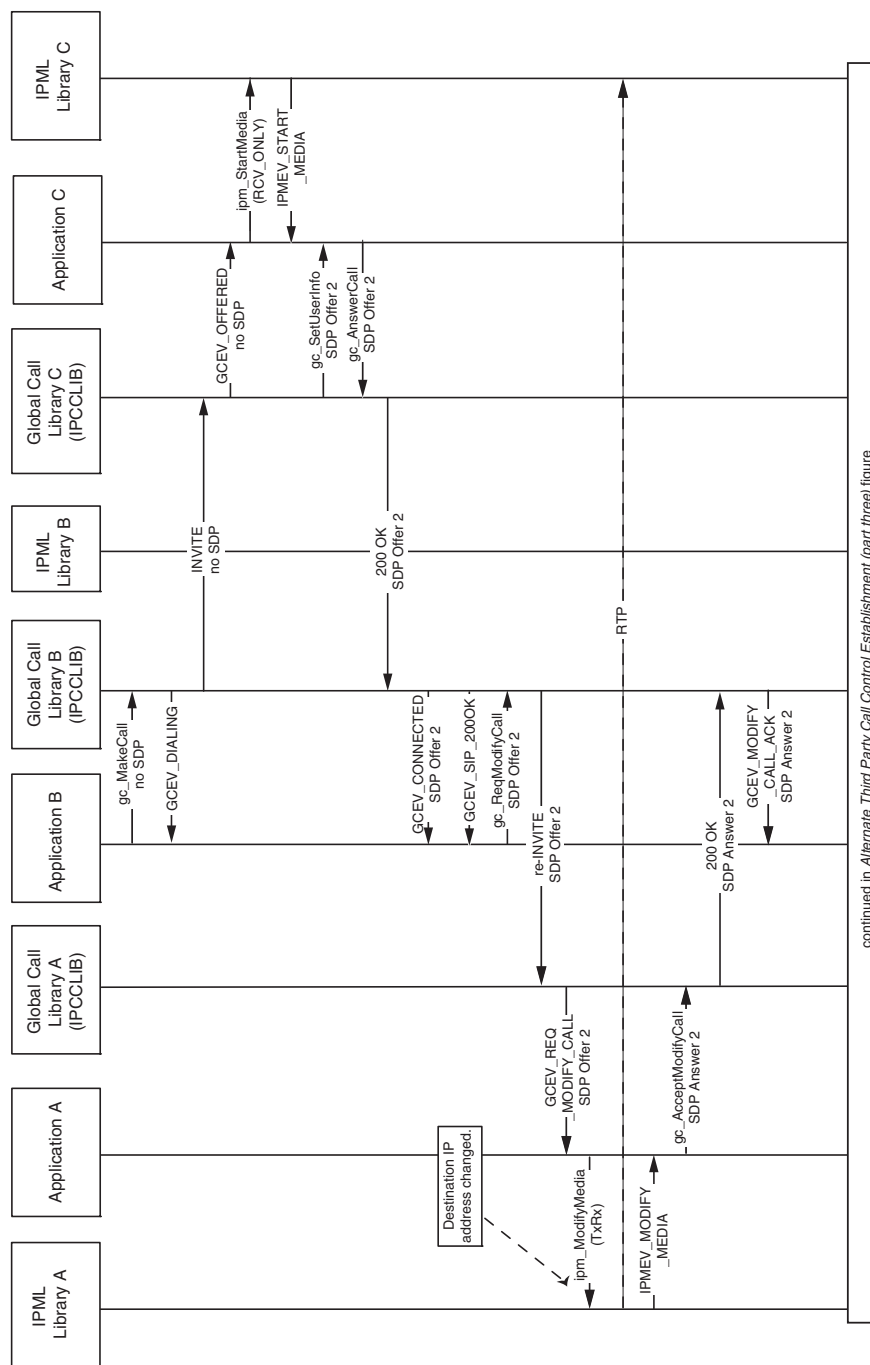 IPML
Library A
Application A
Global Call
Library A
(IPCCLIB)
Application B
Global Call
Library B
(IPCCLIB)
IPML
Library B
Global Call
Library C
(IPCCLIB)
Application C
IPML
Library C
gc_MakeCall
no SDP
GCEV_DIALING
INVITE
no SDP
GCEV_OFFERED
no SDP
ipm_StartMedia
(RCV_ONLY)
IPMEV_START
_MEDIA
gc_SetUserInfo
SDP Offer 2
gc_AnswerCall
SDP Offer 2
200 OK
SDP Offer 2
GCEV_CONNECTED
SDP Offer 2
GCEV_SIP_200OK
gc_ReqModifyCall
SDP Offer 2
re-INVITE
SDP Offer 2
GCEV_REQ
_MODIFY_CALL
SDP Offer 2
Destination IP
address changed.
ipm_ModifyMedia
(TxRx)
RTP
IPMEV_MODIFY
_MEDIA
gc_AcceptModifyCall
SDP Answer 2
200 OK
SDP Answer 2
GCEV_MODIFY
_CALL_ACK
SDP Answer 2
continued in Alternate Third Party Call Control Establishment (part three) figure